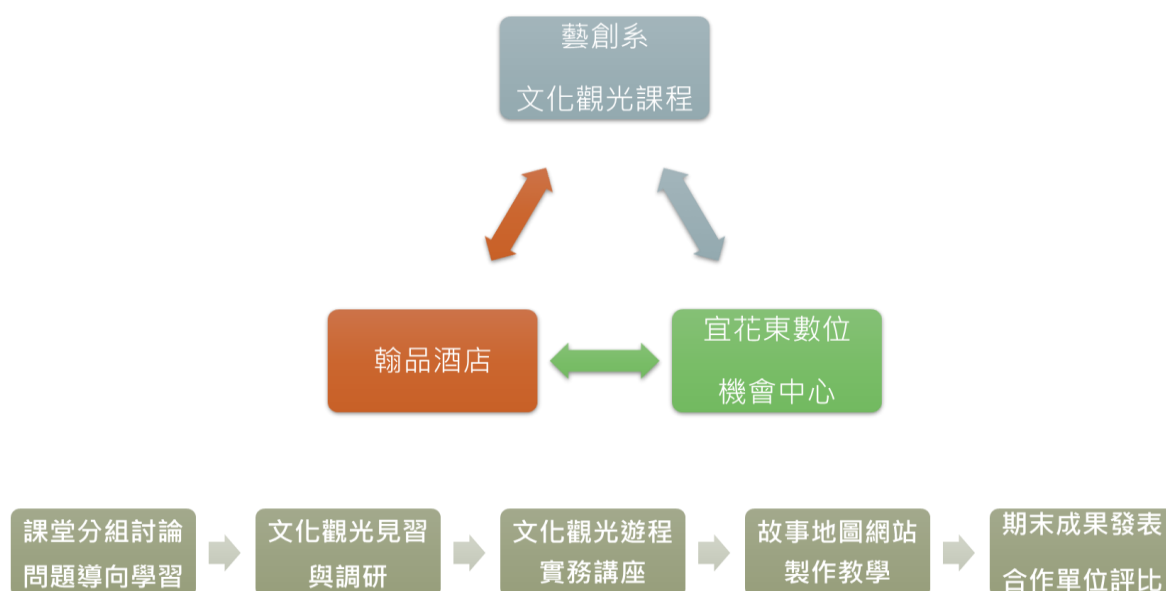 藝創系
文化觀光課程
翰品酒店
宜花東數位
機會中心
課堂分組討論
問題導向學習
文化觀光見習
與調研
文化觀光遊程
實務講座
故事地圖網站
製作教學
期末成果發表
合作單位評比